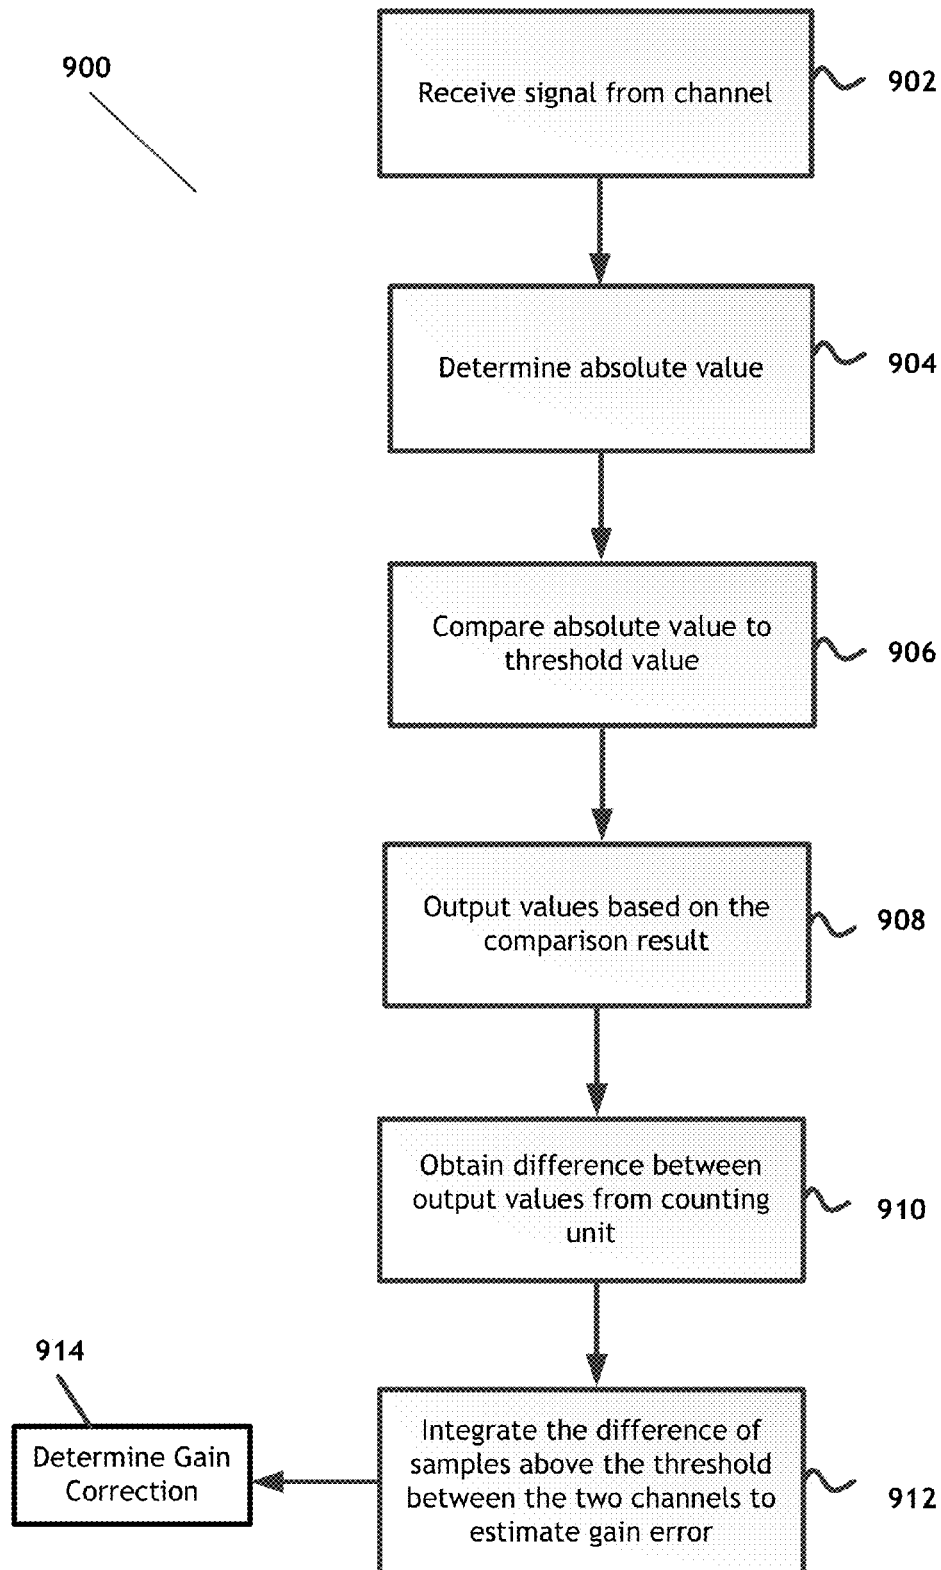 900
Receive signal from channel
902
Determine absolute value
904
Compare absolute value to
threshold value
906
Output values based on the
comparison result
908
Obtain difference between
output values from counting
unit
910
914
Determine Gain
Correction
Integrate the difference of
samples above the threshold
between the two channels to
estimate gain error
912